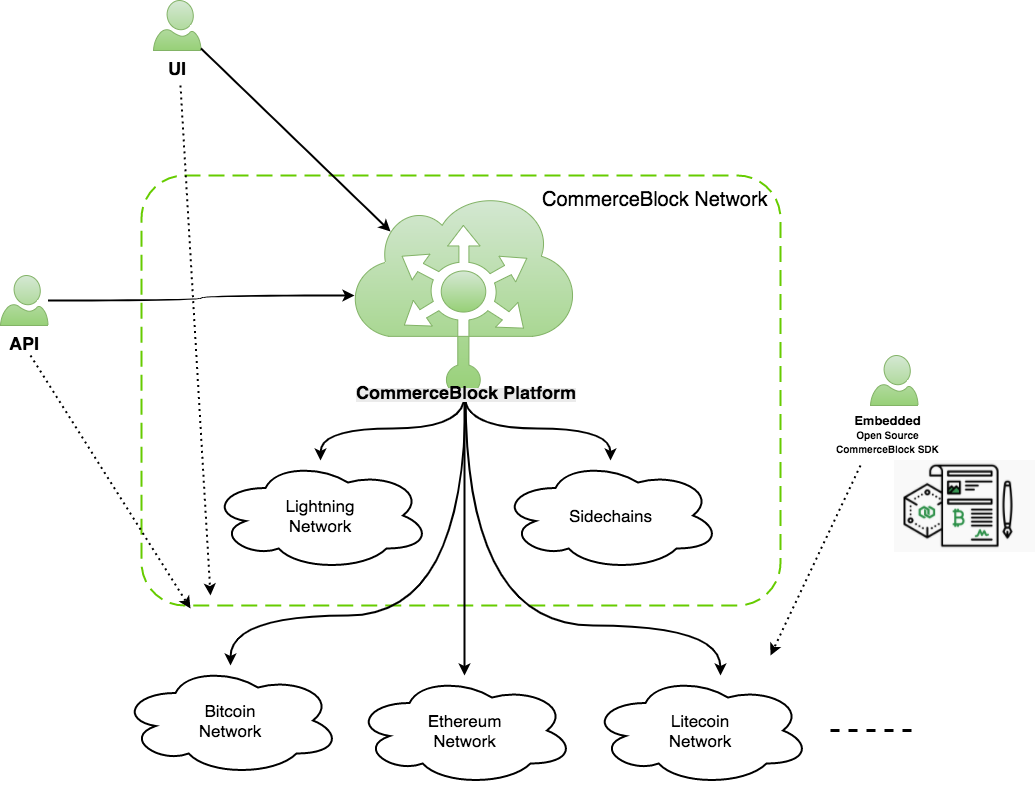 UI
CommerceBlock Network
API
CommerceBlock Platform
Embedded
Open Source
CommerceBlock SDK
Lightning
Network
Sidechains
Bitcoin
Network
Ethereum
Network
Litecoin
Network